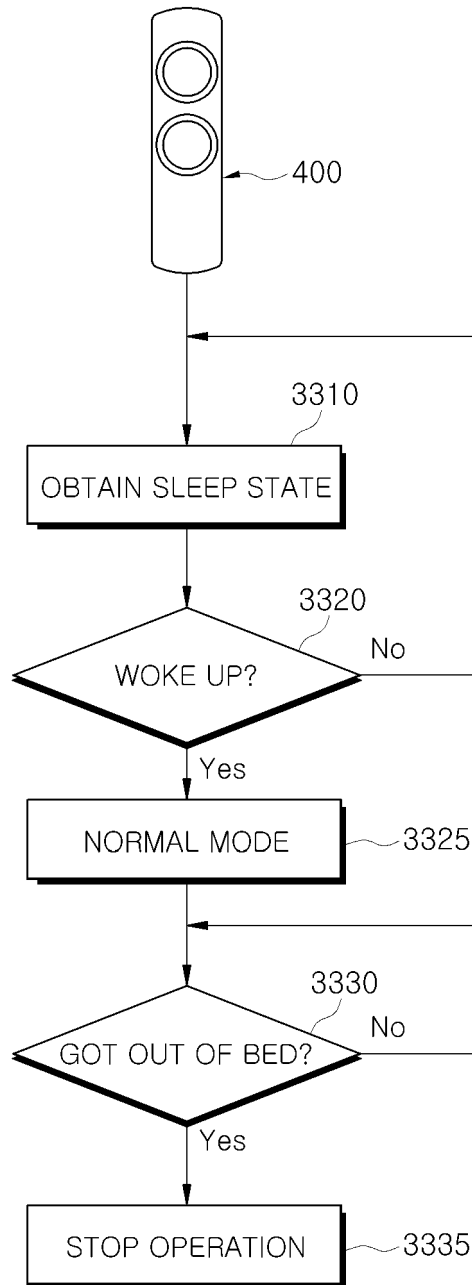 400
3310
OBTAIN SLEEP STATE
3320
WOKE UP?
No
Yes
NORMAL MODE
3325
3330
GOT OUT OF BED?
No
Yes
STOP OPERATION
3335